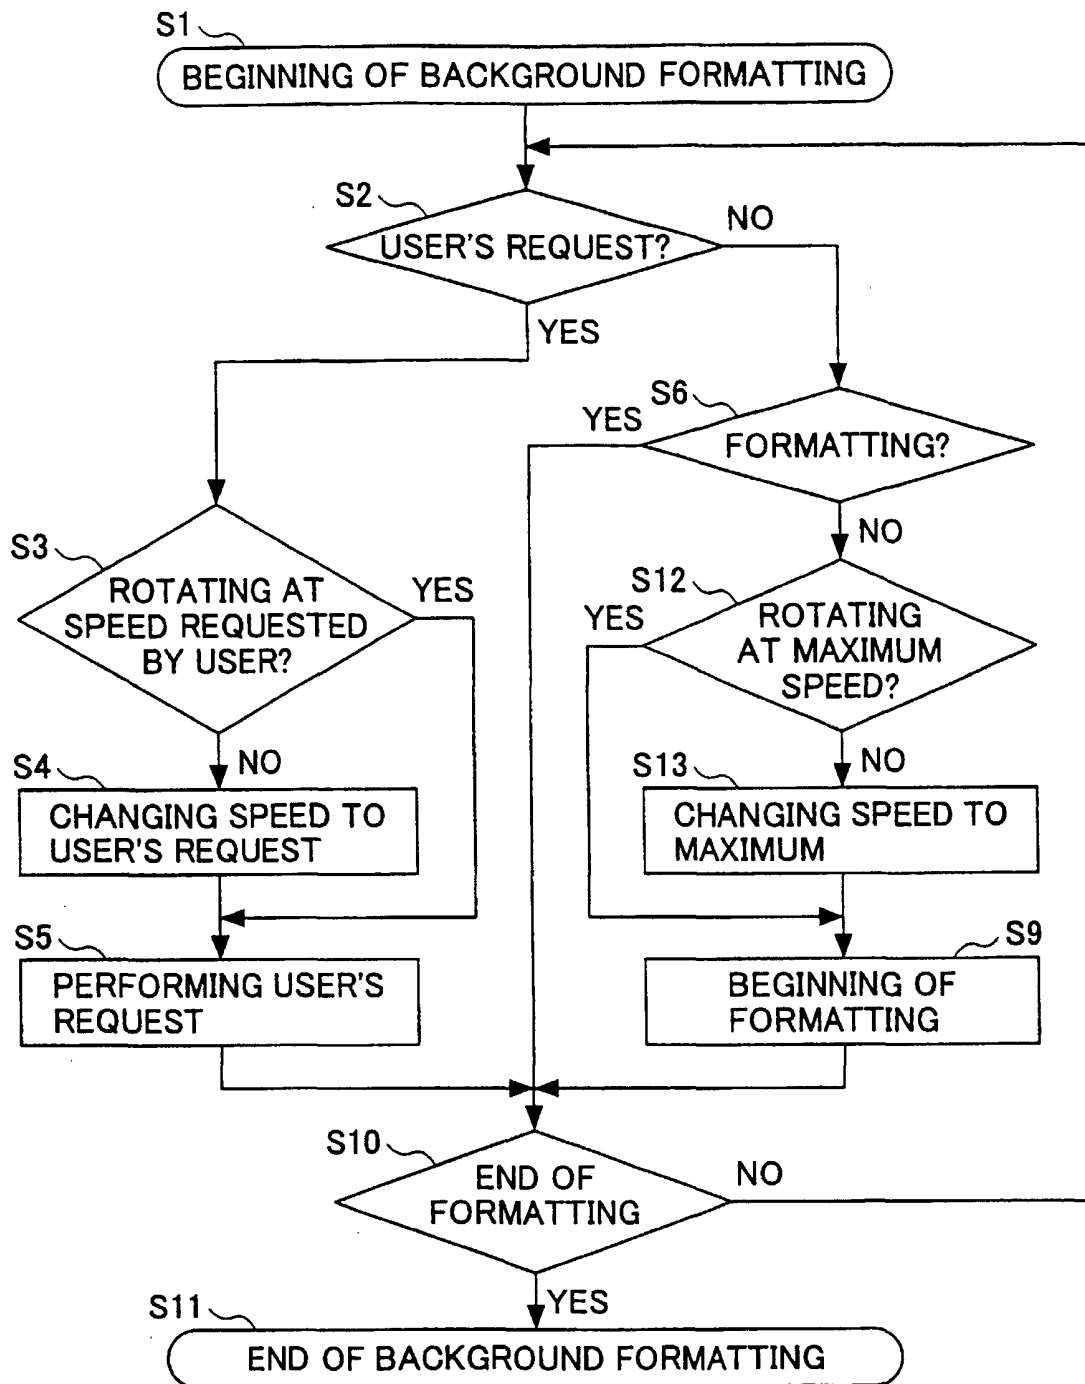 S1
BEGINNING OF BACKGROUND FORMATTING
S2
USER'S REQUEST?
NO
YES
S6
YES
FORMATTING?
NO
S3
ROTATING AT
SPEED REQUESTED
BY USER?
YES
S12
YES
ROTATING
AT MAXIMUM
SPEED?
NO
S4
CHANGING SPEED TO
USER'S REQUEST
NO
S13
CHANGING SPEED TO
MAXIMUM
S5
PERFORMING USER'S
REQUEST
S9
BEGINNING OF
FORMATTING
S10
END OF
FORMATTING
NO
YES
S11
END OF BACKGROUND FORMATTING